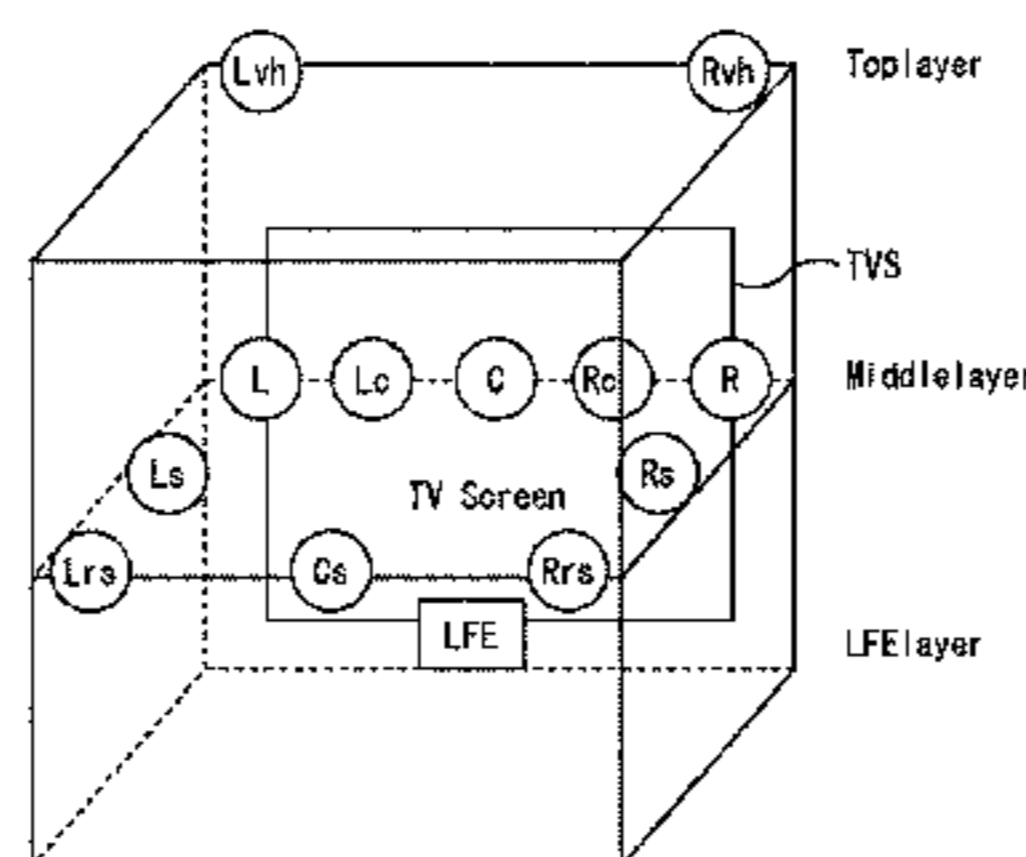 Lvh Rvh Toplayer
TVS
L Lc C Rc R Middlelayer
Ls Rs
TV Screen
Lrs Cs Rrs
LFE LFElayer